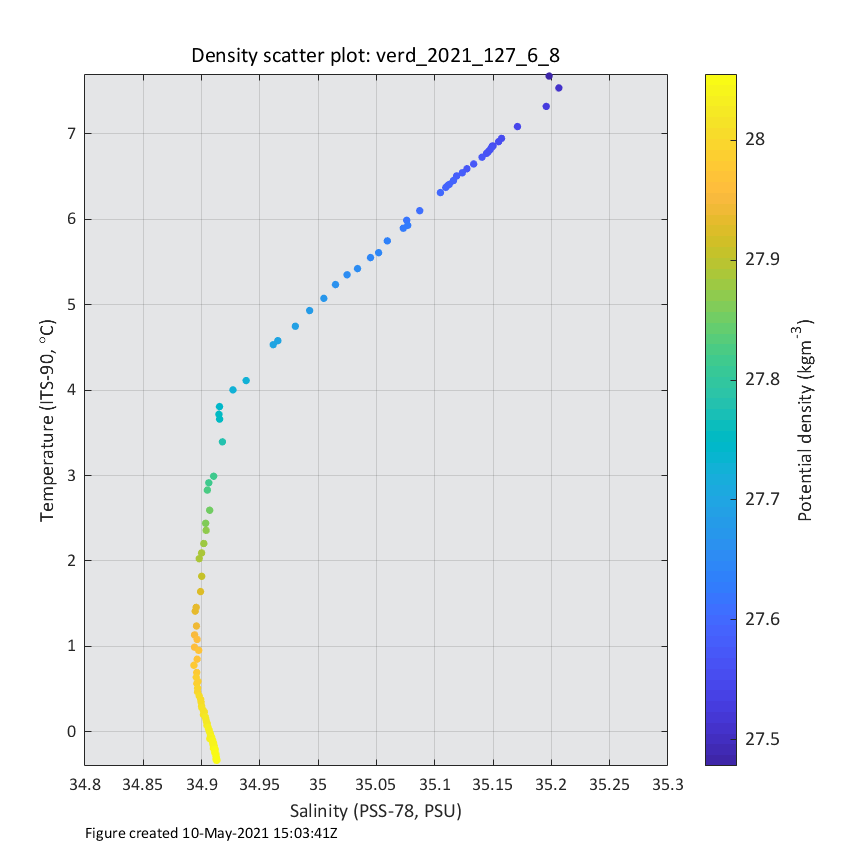 Density scatter plot: verd_2021_127_6_8
7
6
5
4
3
2
1
0
Temperature (ITS-90, °C)
34.8 34.85 34.9 34.95 35 35.05 35.1 35.15 35.2 35.25 35.3
Salinity (PSS-78, PSU)
28
27.9
27.8
27.7
27.6
27.5
Potential density (kgm-3)
Figure created 10-May-2021 15:03:41Z